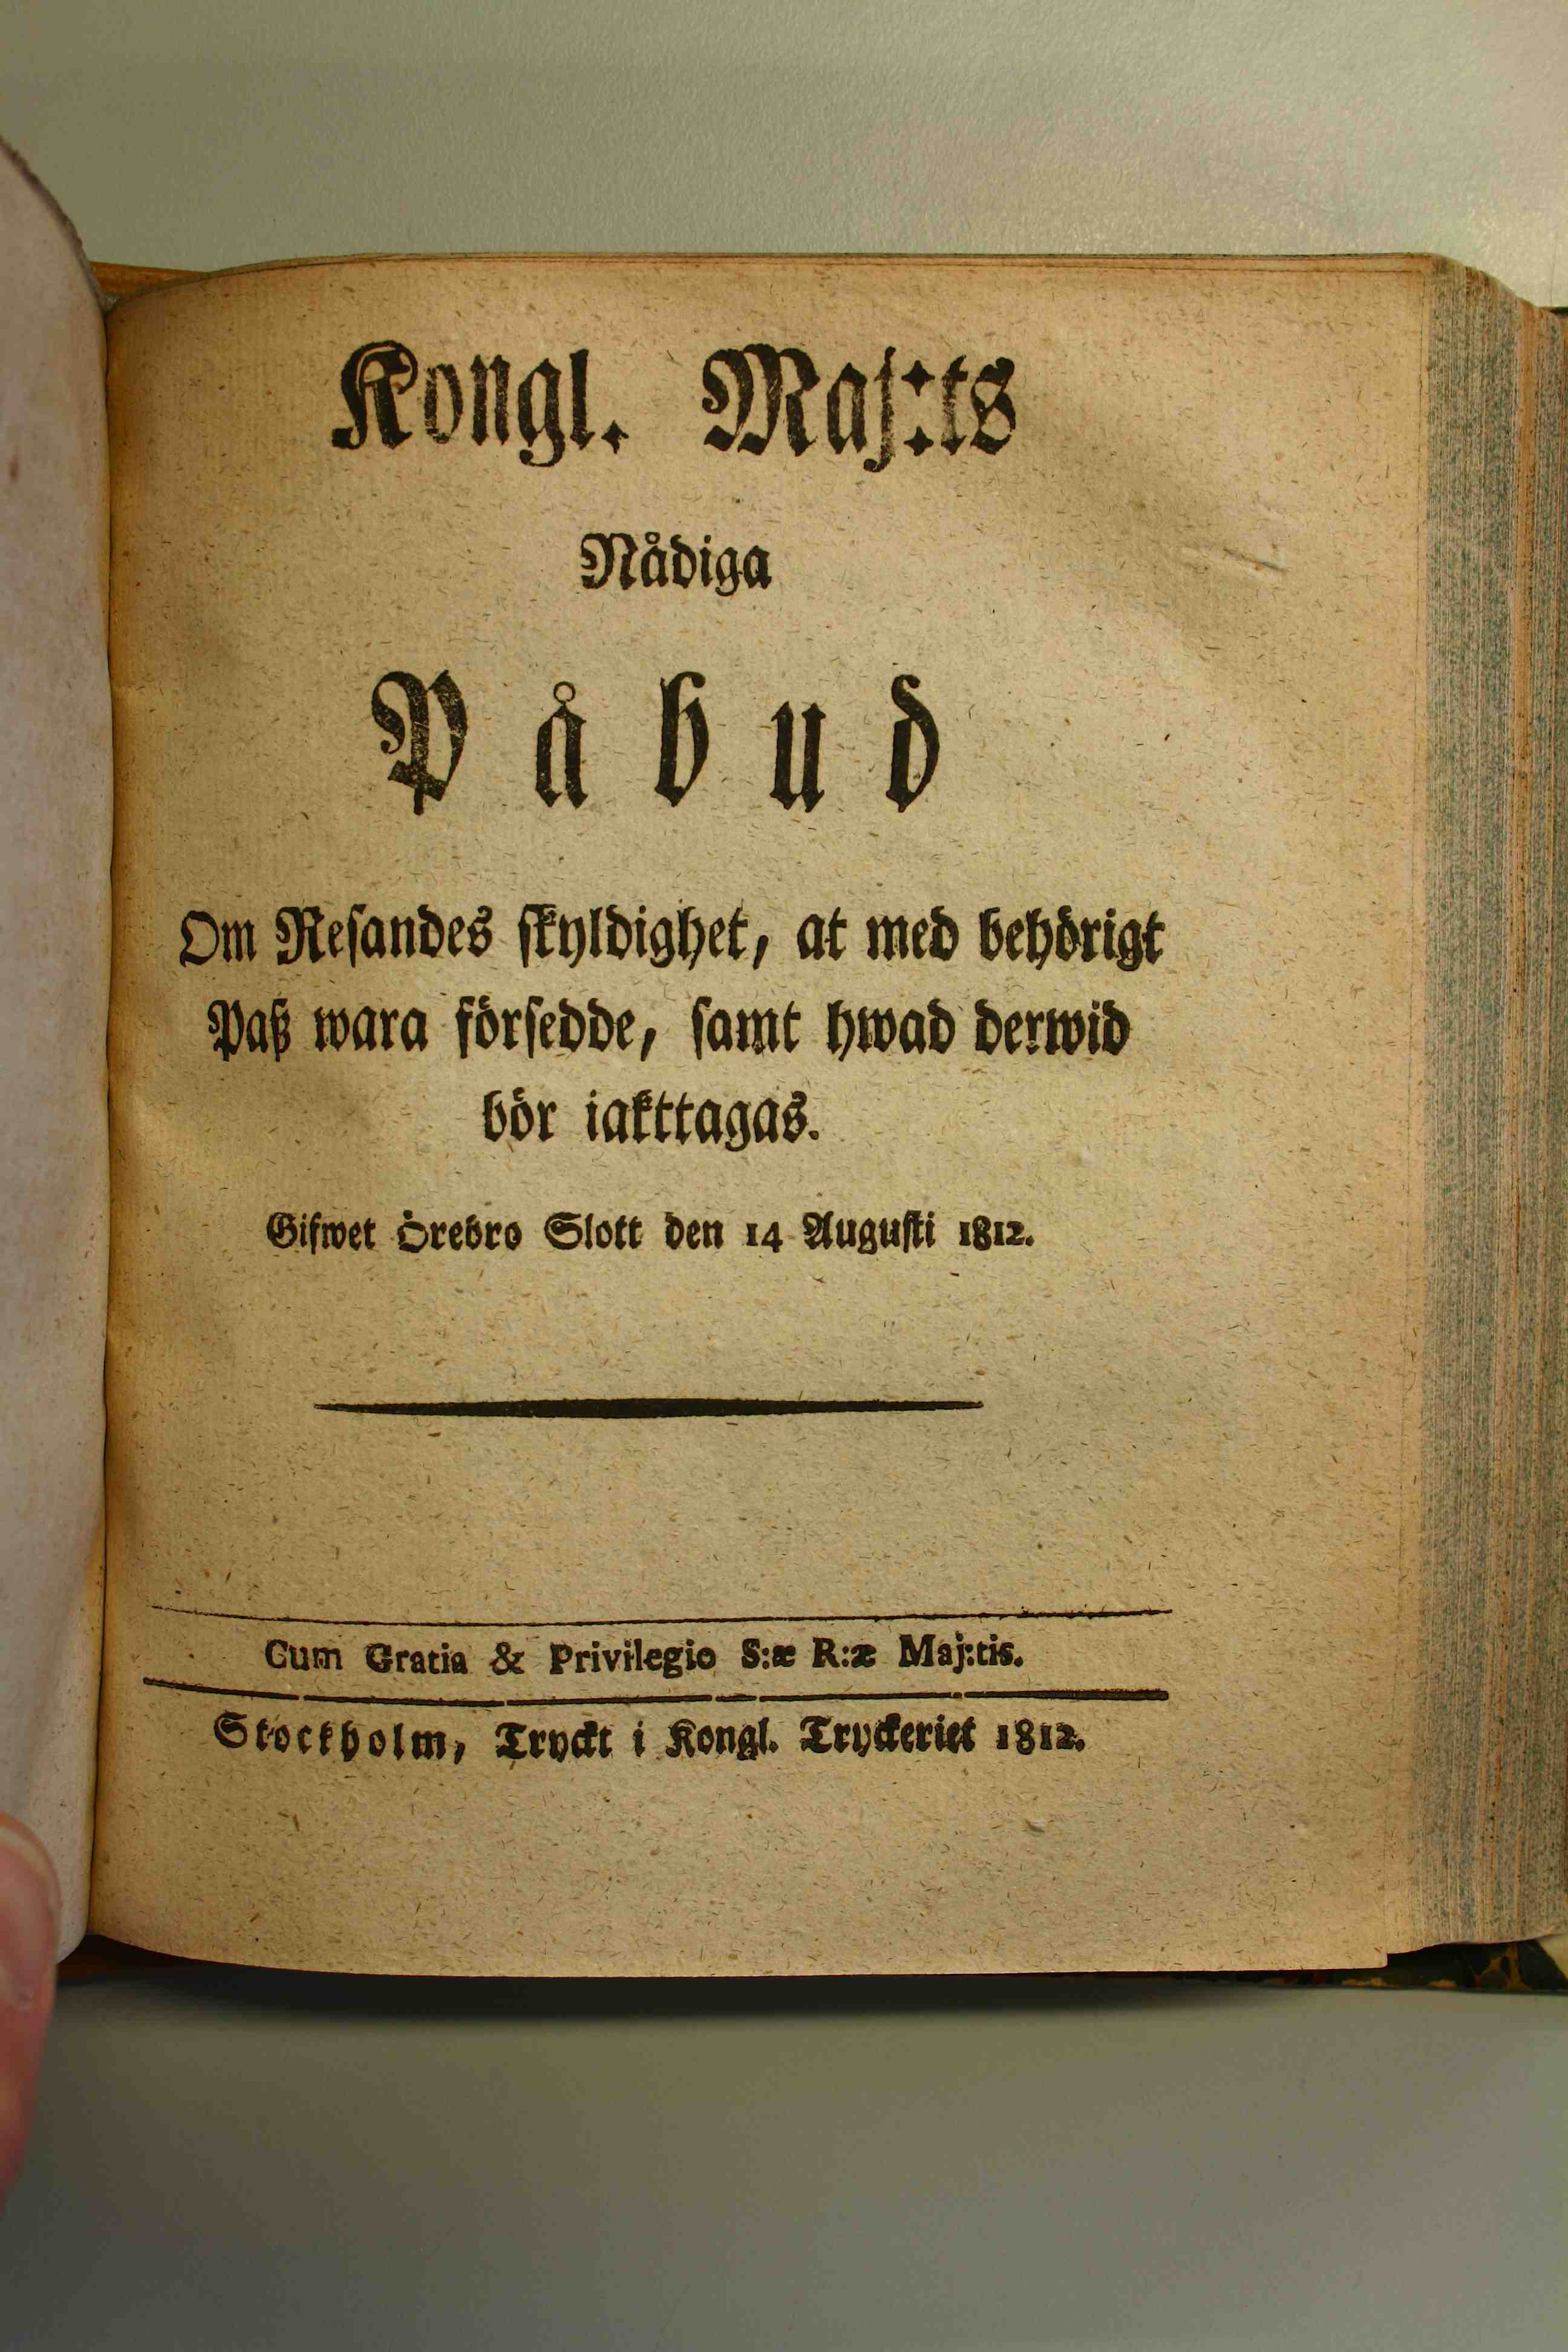 Kongl. Maj:ts
Nådiga
Påbud
Om Resandes skyldighet, at med behörigt
Paß wara försedde, samt hwad derwid
bör iakttagas.
Gifwet Örebro Slott den 14 Augusti 1812.
Cum Gratia & Privilegio S:æ R:æ Maj:tis.
Stockholm, Tryckt i Kongl. Tryckeriet 1812.